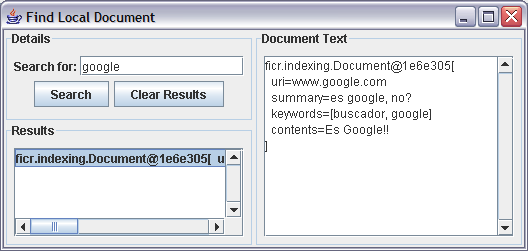 Find Local Document
Details
Search for: google
Search Clear Results
Results
ficr.indexing.Document@1e6e305[ u
Document Text
ficr.indexing.Document@1e6e305[
uri=www.google.com
summary=es google, no?
keywords=[buscador, google]
contents=Es Google!!
]